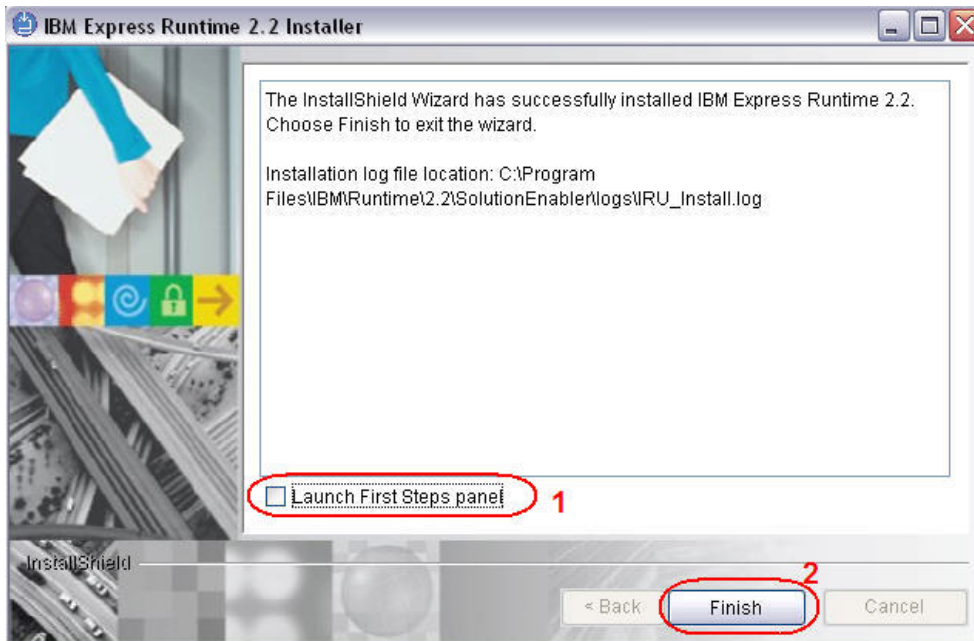 IBM Express Runtime 2.2 Installer
The InstallShield Wizard has successfully installed IBM Express Runtime 2.2.
Choose Finish to exit the wizard.
Installation log file location: C:\Program
Files\IBM\Runtime\2.2\SolutionEnabler\logs\IRU_Install.log
Launch First Steps panel 1
InstallShield
2
< Back Finish Cancel